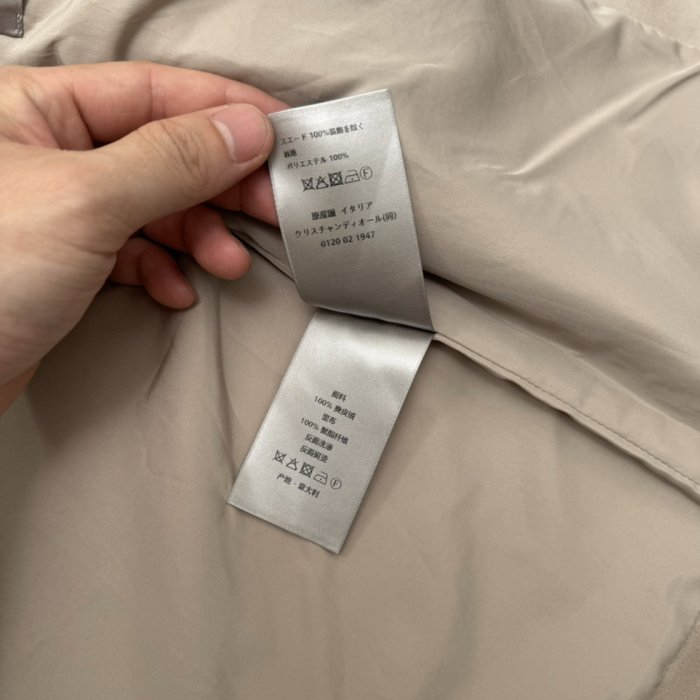 スエード 100%装飾を除く
裏地
ポリエステル 100%
F
原産国 イタリア
クリスチャンディオール(同)
0120 02 1947
面料
100% 麂皮绒
里布
100% 聚酯纤维
反面洗涤
反面熨烫
F
产地·意大利